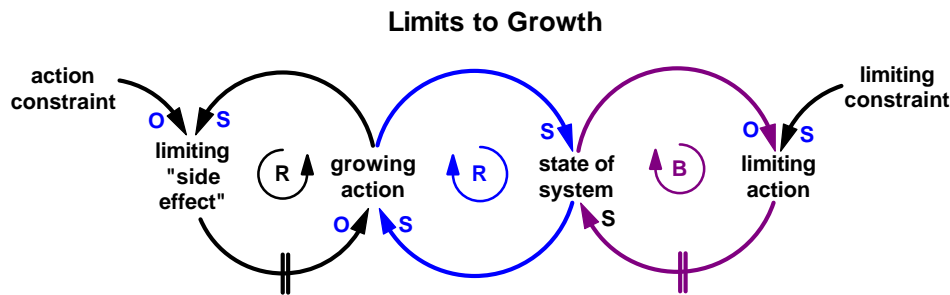 Limits to Growth
action
constraint
limiting
constraint
O
S
S
O
S
limiting
"side
effect"
R
growing
action
R
state of
system
B
limiting
action
O
S
S